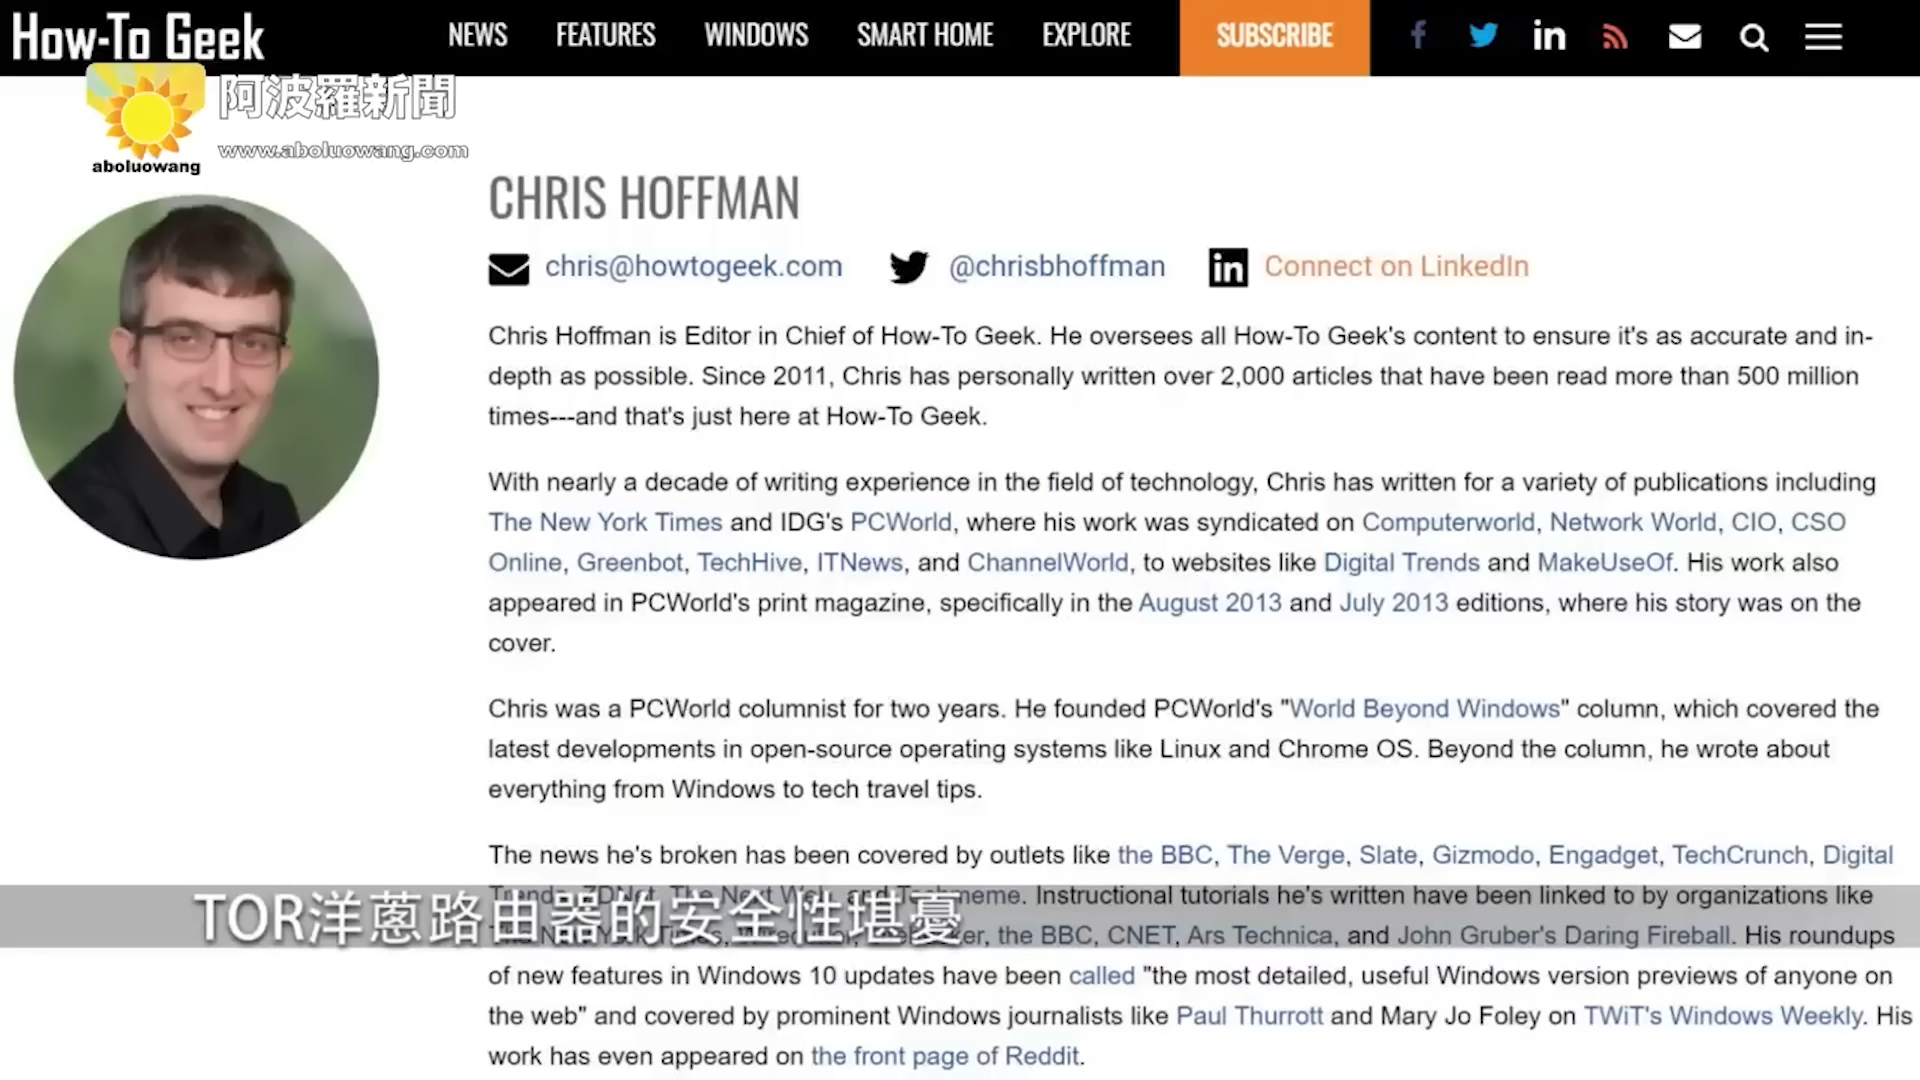 How-To Geek
NEWS FEATURES WINDOWS SMART HOME EXPLORE SUBSCRIBE
阿波羅新聞
www.aboluowang.com
aboluowang
CHRIS HOFFMAN
chris@howtogeek.com @chrisbhoffman Connect on LinkedIn
Chris Hoffman is Editor in Chief of How-To Geek. He oversees all How-To Geek's content to ensure it's as accurate and in-
depth as possible. Since 2011, Chris has personally written over 2,000 articles that have been read more than 500 million
times---and that's just here at How-To Geek.
With nearly a decade of writing experience in the field of technology, Chris has written for a variety of publications including
The New York Times and IDG's PCWorld, where his work was syndicated on Computerworld, Network World, CIO, CSO
Online, Greenbot, TechHive, ITNews, and ChannelWorld, to websites like Digital Trends and MakeUseOf. His work also
appeared in PCWorld's print magazine, specifically in the August 2013 and July 2013 editions, where his story was on the
cover.
Chris was a PCWorld columnist for two years. He founded PCWorld's "World Beyond Windows" column, which covered the
latest developments in open-source operating systems like Linux and Chrome OS. Beyond the column, he wrote about
everything from Windows to tech travel tips.
The news he's broken has been covered by outlets like the BBC, The Verge, Slate, Gizmodo, Engadget, TechCrunch, Digital
Trends, ZDNet, The Next Web, and Techmeme. Instructional tutorials he's written have been linked to by organizations like
TOR洋蔥路由器的安全性堪憂
the BBC, CNET, Ars Technica, and John Gruber's Daring Fireball. His roundups
of new features in Windows 10 updates have been called "the most detailed, useful Windows version previews of anyone on
the web" and covered by prominent Windows journalists like Paul Thurrott and Mary Jo Foley on TWiT's Windows Weekly. His
work has even appeared on the front page of Reddit.